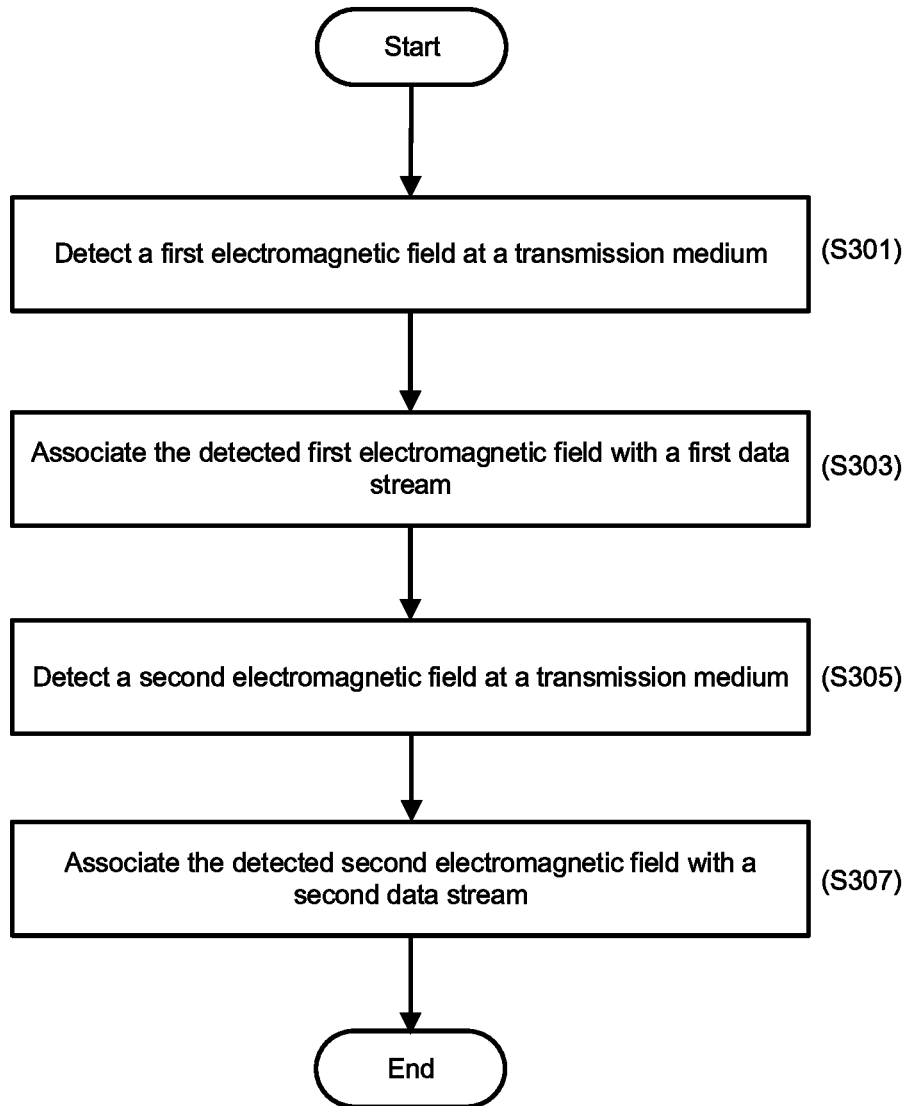 Start
Detect a first electromagnetic field at a transmission medium
(S301)
Associate the detected first electromagnetic field with a first data
stream
(S303)
Detect a second electromagnetic field at a transmission medium
(S305)
Associate the detected second electromagnetic field with a
second data stream
(S307)
End